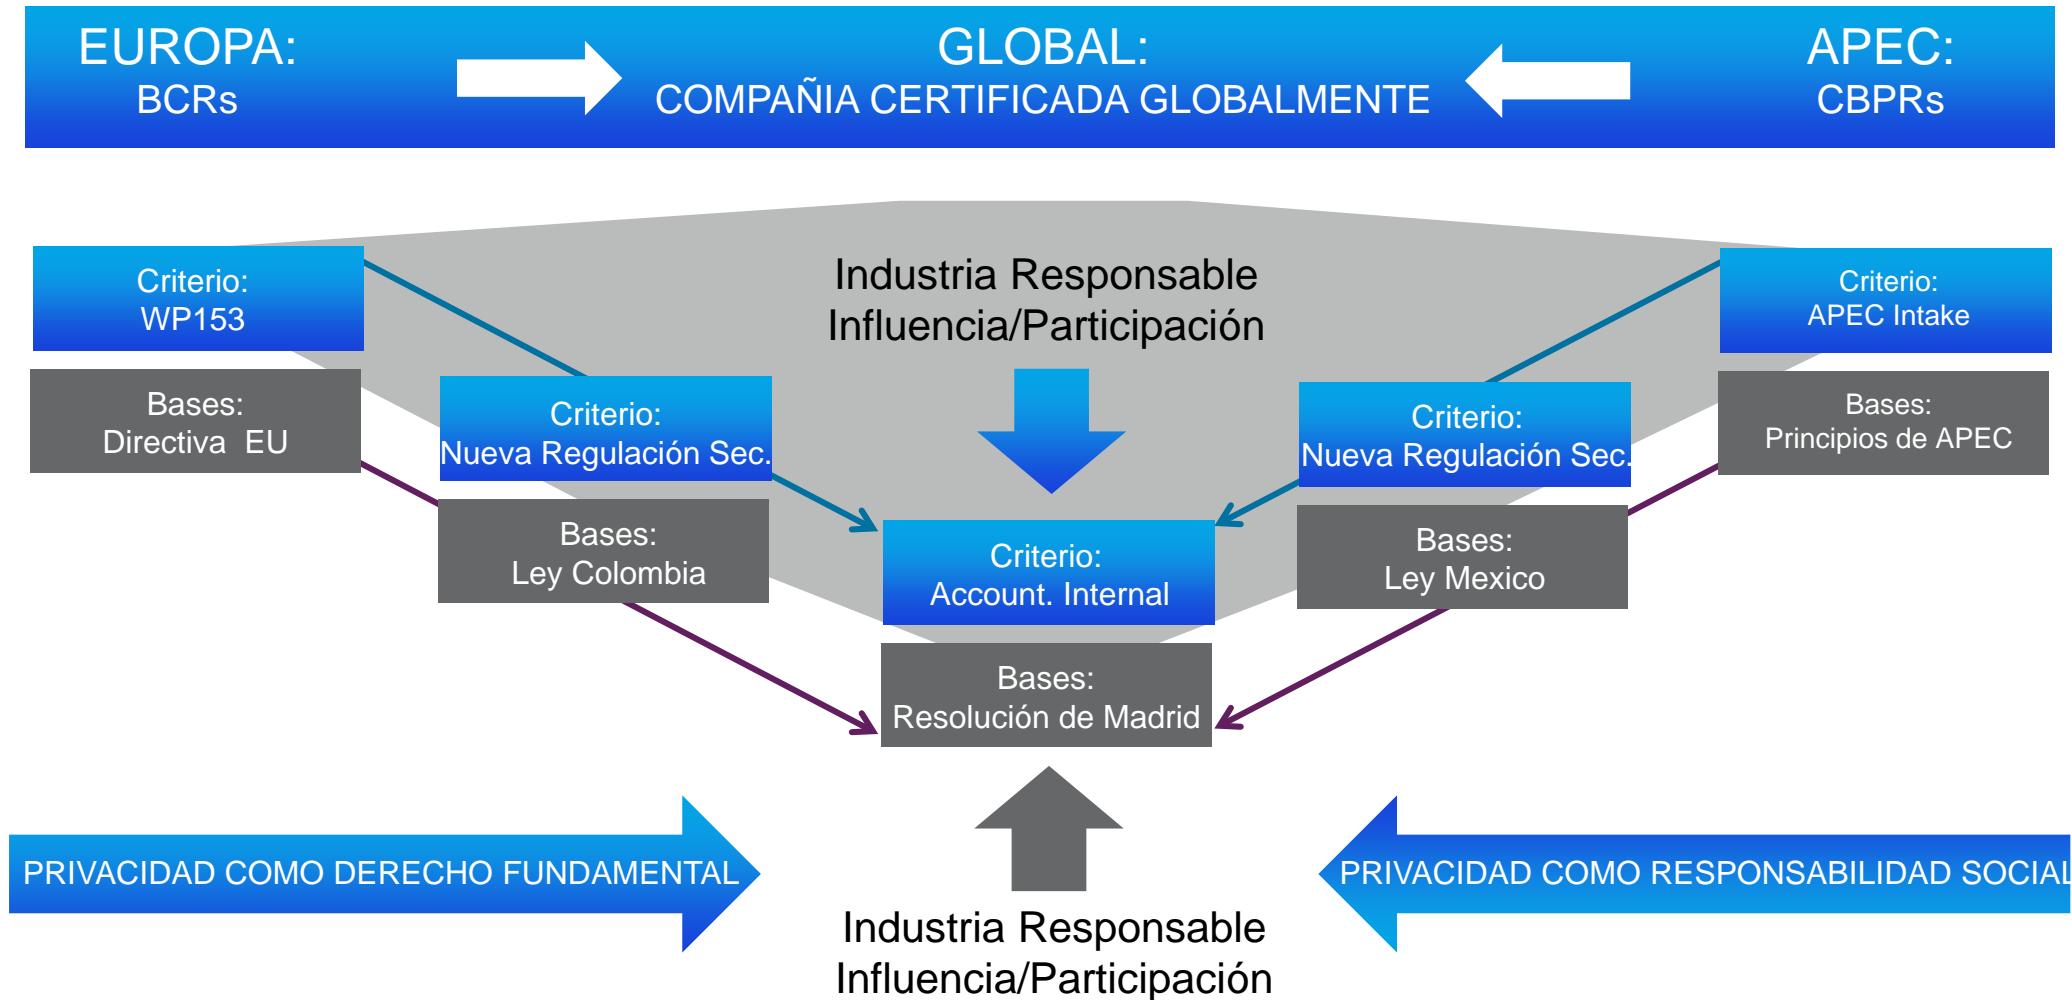 EUROPA:
BCRs
GLOBAL:
COMPAÑIA CERTIFICADA GLOBALMENTE
APEC:
CBPRs
Industria Responsable
Influencia/Participación
Criterio:
WP153
Bases:
Directiva EU
Criterio:
Nueva Regulación Sec.
Bases:
Ley Colombia
Criterio:
Account. Internal
Bases:
Resolución de Madrid
Criterio:
Nueva Regulación Sec.
Bases:
Ley Mexico
Criterio:
APEC Intake
Bases:
Principios de APEC
PRIVACIDAD COMO DERECHO FUNDAMENTAL
PRIVACIDAD COMO RESPONSABILIDAD SOCIAL
Industria Responsable
Influencia/Participación